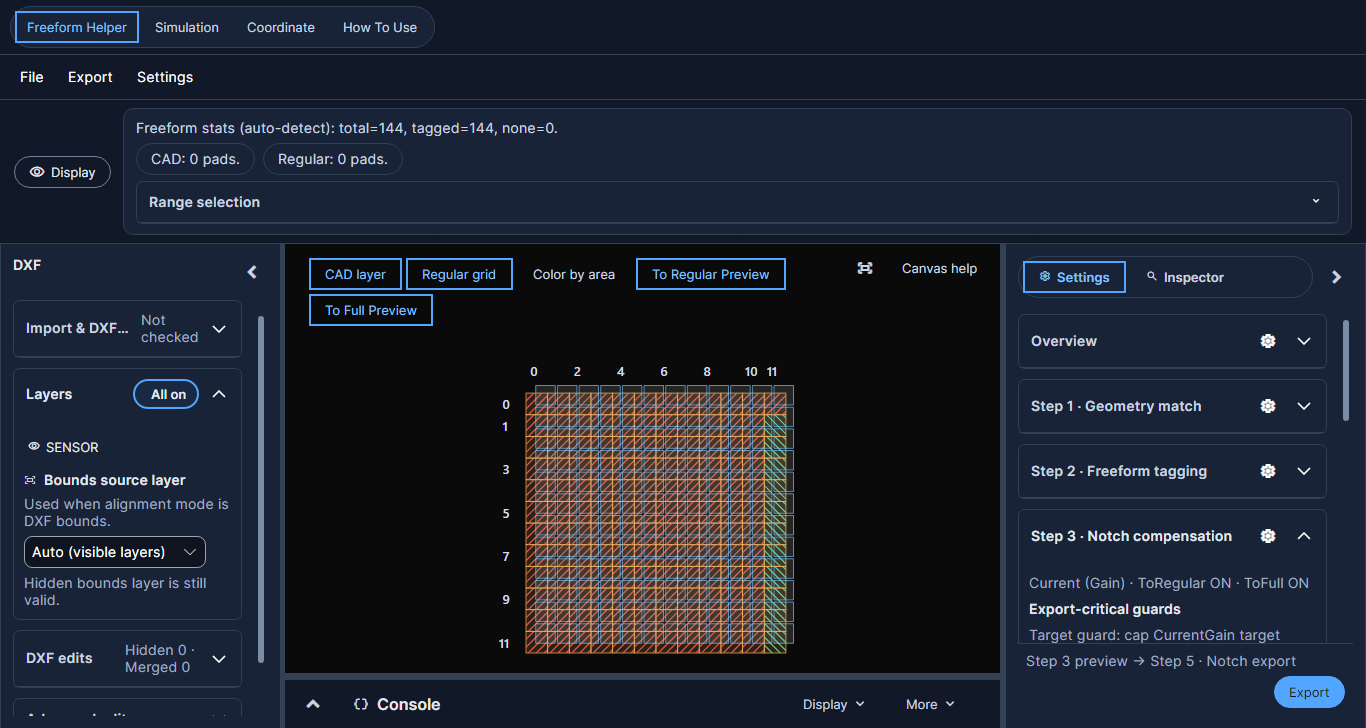 Freeform Helper Simulation Coordinate How To Use
File Export Settings
Display
Freeform stats (auto-detect): total=144, tagged=144, none=0.
CAD: 0 pads. Regular: 0 pads.
Range selection
DXF
Import & DXF... Not checked
Layers All on
SENSOR
Bounds source layer
Used when alignment mode is
DXF bounds.
Auto (visible layers)
Hidden bounds layer is still
valid.
DXF edits Hidden 0 ·
Merged 0
CAD layer Regular grid Color by area To Regular Preview
To Full Preview
Canvas help
0 2 4 6 8 10 11
0
1
3
5
7
9
11
Console Display More
Settings Inspector
Overview
Step 1 · Geometry match
Step 2 · Freeform tagging
Step 3 · Notch compensation
Current (Gain) · ToRegular ON · ToFull ON
Export-critical guards
Target guard: cap CurrentGain target
Step 3 preview → Step 5 · Notch export
Export